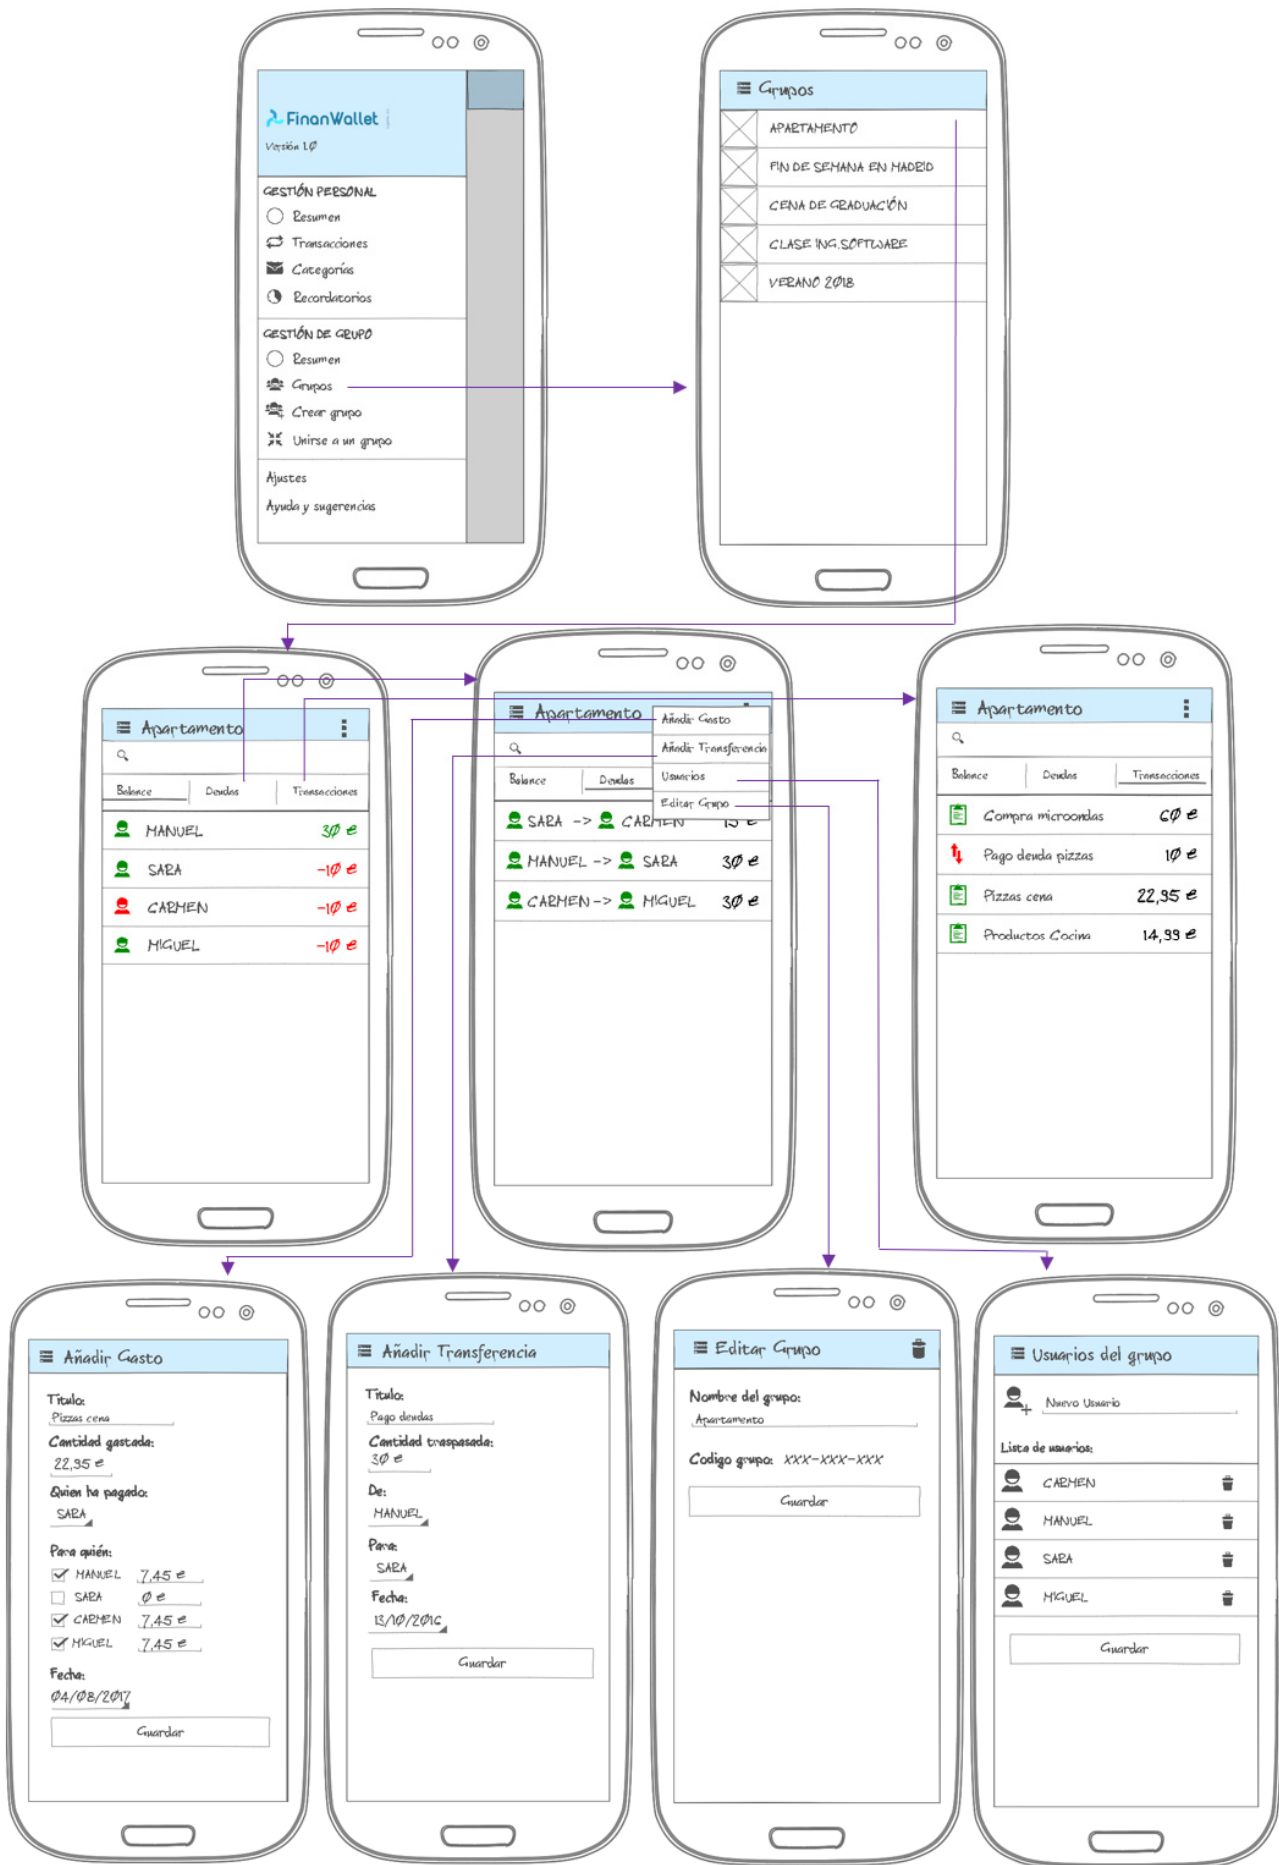 FinanWallet
Versión 1.0
GESTIÓN PERSONAL
Resumen
Transacciones
Categorías
Recordatorios
GESTIÓN DE GRUPO
Resumen
Grupos
Crear grupo
Unirse a un grupo
Ajustes
Ayuda y sugerencias
Grupos
APARTAMENTO
FIN DE SEMANA EN MADRID
CENA DE GRADUACIÓN
CLASE ING.SOFTWARE
VERANO 2018
Apartamento
Balance Deudas Transacciones
MANUEL 30 €
SARA -10 €
CARMEN -10 €
MIGUEL -10 €
Apartamento
Añadir Gasto
Añadir Transferencia
Usuarios
Editar Grupo
Balance Deudas
SARA -> CARMEN 15 €
MANUEL -> SARA 30 €
CARMEN -> MIGUEL 30 €
Apartamento
Balance Deudas Transacciones
Compra microondas 60 €
Pago deuda pizzas 10 €
Pizzas cena 22,95 €
Productos Cocina 14,99 €
Añadir Gasto
Título:
Pizzas cena
Cantidad gastada:
22,95 €
Quien ha pagado:
SARA
Para quién:
MANUEL 7,45 €
SARA 0 €
CARMEN 7,45 €
MIGUEL 7,45 €
Fecha:
04/08/2017
Guardar
Añadir Transferencia
Título:
Pago deudas
Cantidad traspasada:
30 €
De:
MANUEL
Para:
SARA
Fecha:
13/10/2016
Guardar
Editar Grupo
Nombre del grupo:
Apartamento
Codigo grupo: XXX-XXX-XXX
Guardar
Usuarios del grupo
Nuevo Usuario
Lista de usuarios:
CARMEN
MANUEL
SARA
MIGUEL
Guardar